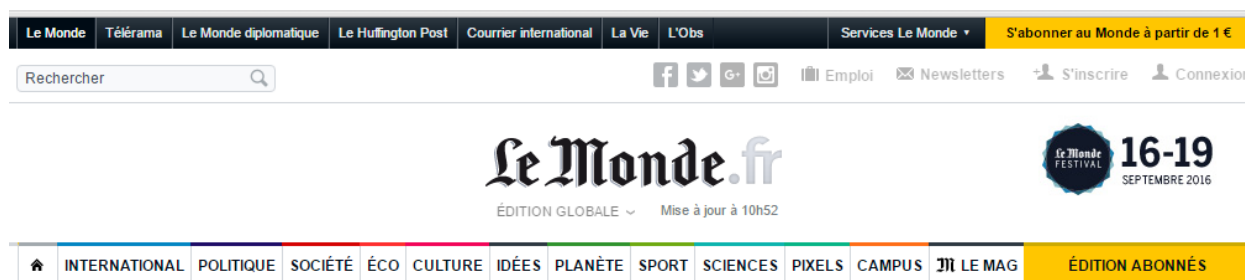 Le Monde Télérama Le Monde diplomatique Le Huffington Post Courrier international La Vie L'Obs Services Le Monde S'abonner au Monde à partir de 1 €
Rechercher f G+ Emploi Newsletters S'inscrire Connexion
Le Monde.fr
Le Monde
FESTIVAL
16-19
SEPTEMBRE 2016
ÉDITION GLOBALE Mise à jour à 10h52
INTERNATIONAL POLITIQUE SOCIÉTÉ ÉCO CULTURE IDÉES PLANÈTE SPORT SCIENCES PIXELS CAMPUS M LE MAG ÉDITION ABONNÉS